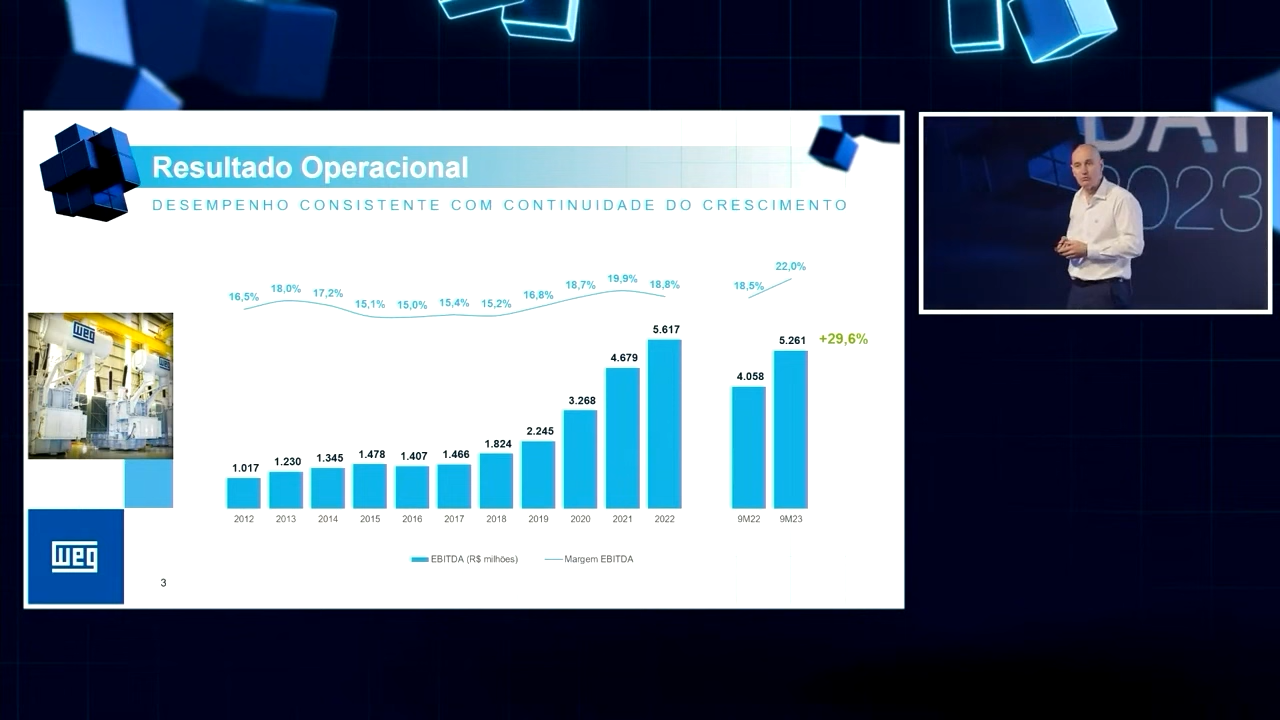 Resultado Operacional
DESEMPENHO CONSISTENTE COM CONTINUIDADE DO CRESCIMENTO
16,5% 18,0% 17,2% 15,1% 15,0% 15,4% 15,2% 16,8% 18,7% 19,9% 18,8% 18,5% 22,0%
1.017 1.230 1.345 1.478 1.407 1.466 1.824 2.245 3.268 4.679 5.617 4.058 5.261 +29,6%
2012 2013 2014 2015 2016 2017 2018 2019 2020 2021 2022 9M22 9M23
EBITDA (R$ milhões) Margem EBITDA
weg
weg
3
DAY
2023